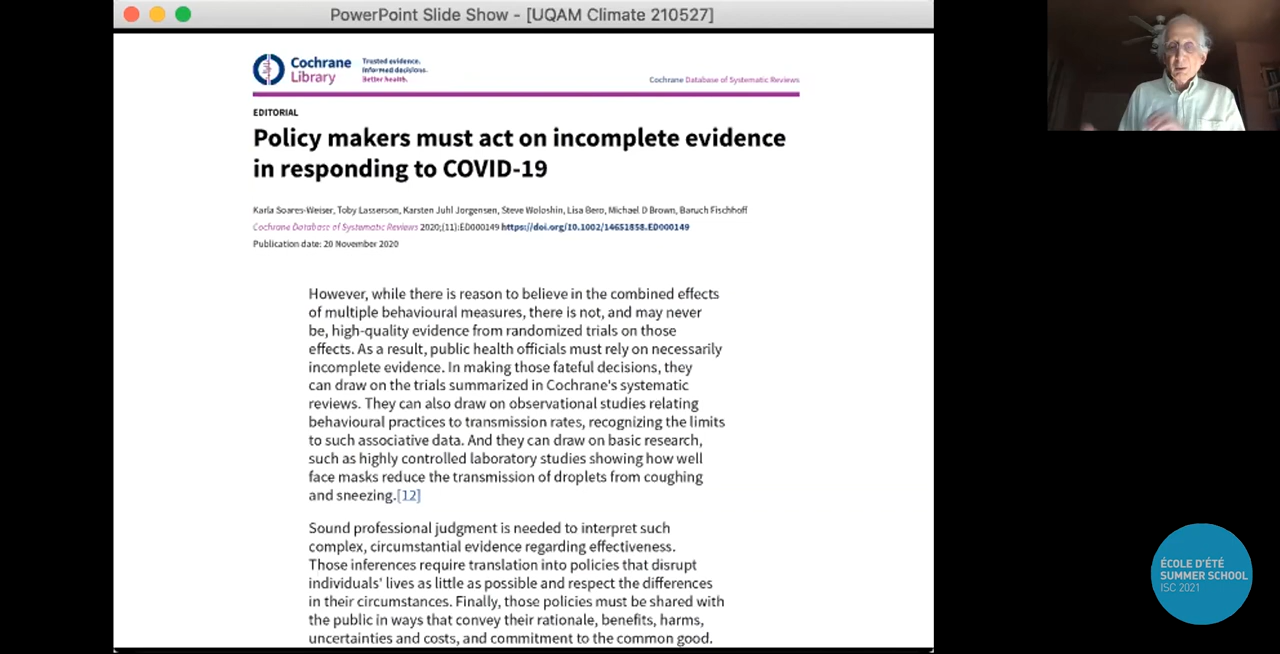 PowerPoint Slide Show - [UQAM Climate 210527]
Cochrane
Library
Trusted evidence.
Informed decisions.
Better health.
Cochrane Database of Systematic Reviews
EDITORIAL
Policy makers must act on incomplete evidence
in responding to COVID-19
Karla Soares-Weiser, Toby Lasserson, Karsten Juhl Jorgensen, Steve Woloshin, Lisa Bero, Michael D Brown, Baruch Fischhoff
Cochrane Database of Systematic Reviews 2020;(11):ED000149 https://doi.org/10.1002/14651858.ED000149
Publication date: 20 November 2020
However, while there is reason to believe in the combined effects
of multiple behavioural measures, there is not, and may never
be, high-quality evidence from randomized trials on those
effects. As a result, public health officials must rely on necessarily
incomplete evidence. In making those fateful decisions, they
can draw on the trials summarized in Cochrane's systematic
reviews. They can also draw on observational studies relating
behavioural practices to transmission rates, recognizing the limits
to such associative data. And they can draw on basic research,
such as highly controlled laboratory studies showing how well
face masks reduce the transmission of droplets from coughing
and sneezing.[12]
Sound professional judgment is needed to interpret such
complex, circumstantial evidence regarding effectiveness.
Those inferences require translation into policies that disrupt
individuals' lives as little as possible and respect the differences
in their circumstances. Finally, those policies must be shared with
the public in ways that convey their rationale, benefits, harms,
uncertainties and costs, and commitment to the common good.
ÉCOLE D'ÉTÉ
SUMMER SCHOOL
ISC 2021